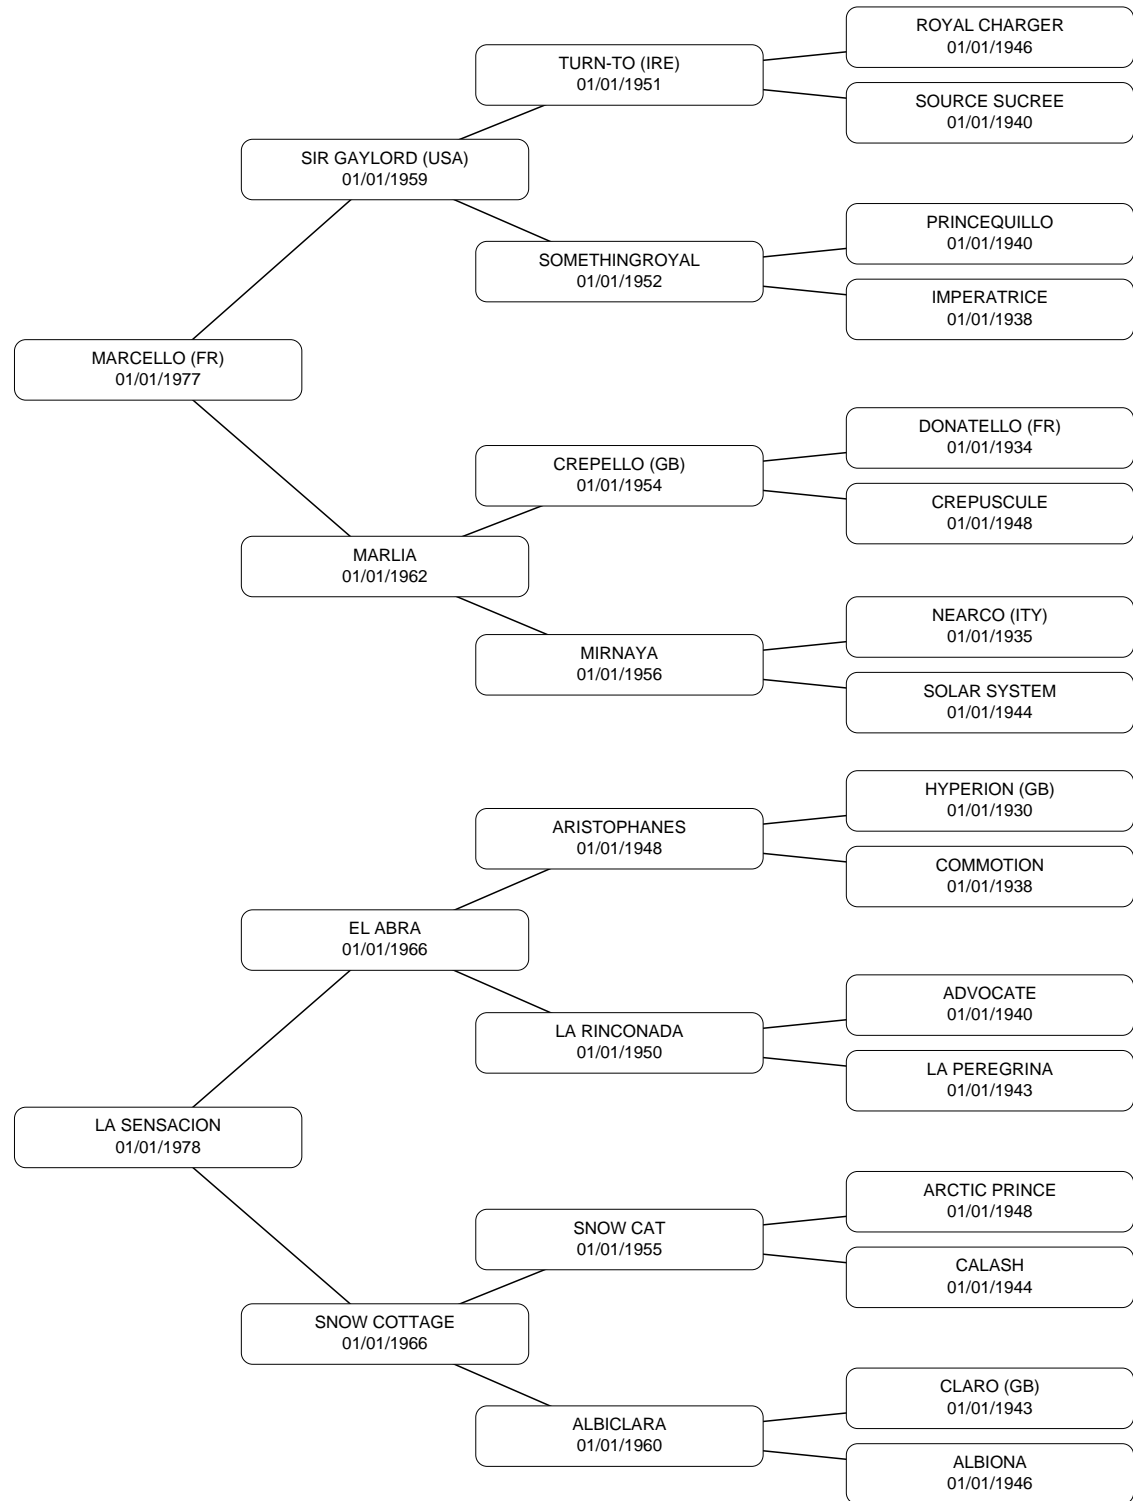 ROYAL CHARGER
01/01/1946
TURN-TO (IRE)
01/01/1951
SOURCE SUCREE
01/01/1940
SIR GAYLORD (USA)
01/01/1959
PRINCEQUILLO
01/01/1940
SOMETHINGROYAL
01/01/1952
IMPERATRICE
01/01/1938
MARCELLO (FR)
01/01/1977
DONATELLO (FR)
01/01/1934
CREPELLO (GB)
01/01/1954
CREPUSCULE
01/01/1948
MARLIA
01/01/1962
NEARCO (ITY)
01/01/1935
MIRNAYA
01/01/1956
SOLAR SYSTEM
01/01/1944
HYPERION (GB)
01/01/1930
ARISTOPHANES
01/01/1948
COMMOTION
01/01/1938
EL ABRA
01/01/1966
ADVOCATE
01/01/1940
LA RINCONADA
01/01/1950
LA PEREGRINA
01/01/1943
LA SENSACION
01/01/1978
ARCTIC PRINCE
01/01/1948
SNOW CAT
01/01/1955
CALASH
01/01/1944
SNOW COTTAGE
01/01/1966
CLARO (GB)
01/01/1943
ALBICLARA
01/01/1960
ALBIONA
01/01/1946